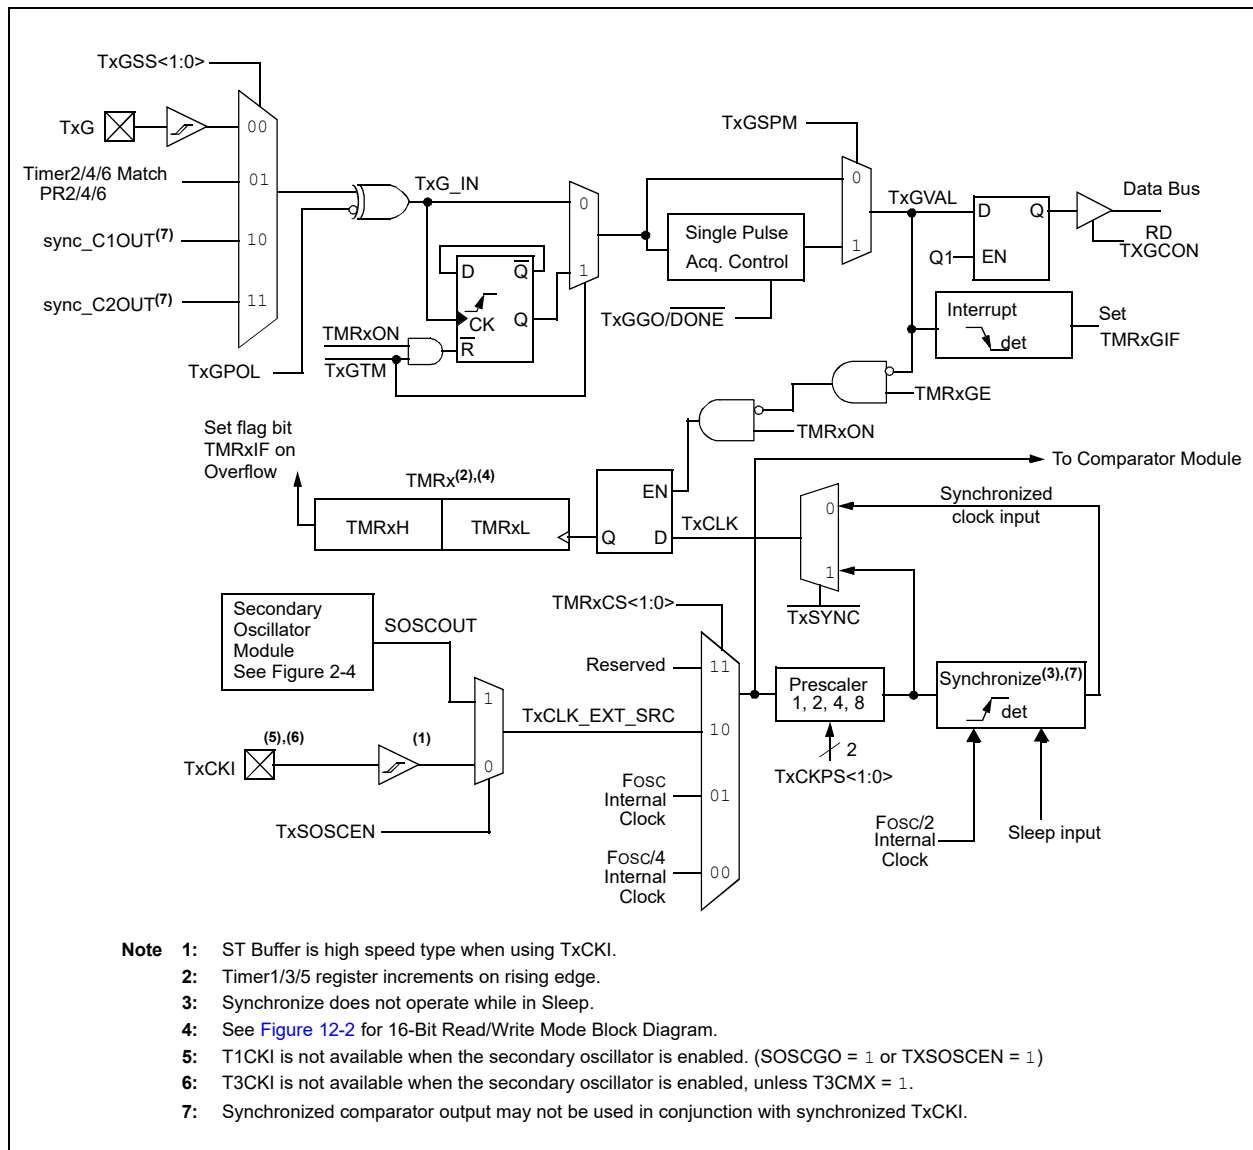 TxGSS<1:0>
TxG
00
Timer2/4/6 Match
PR2/4/6
01
sync_C1OUT(7)
10
sync_C2OUT(7)
11
TxGPOL
TxG_IN
D
Q
CK
Q
R
TMRxON
TxGTM
0
1
Single Pulse
Acq. Control
TxGGO/DONE
TxGSPM
0
1
TxGVAL
D
Q
Q1
EN
Data Bus
RD
TXGCON
Interrupt
det
Set
TMRxGIF
TMRxGE
TMRxON
Set flag bit
TMRxIF on
Overflow
TMRx(2),(4)
TMRxH
TMRxL
EN
Q
D
TxCLK
To Comparator Module
0
1
TxSYNC
Synchronized
clock input
Secondary
Oscillator
Module
See Figure 2-4
SOSCOUT
TxCKI
(5),(6)
(1)
1
0
TxSOSCEN
TxCLK_EXT_SRC
TMRxCS<1:0>
Reserved
11
10
FOSC
Internal
Clock
01
FOSC/4
Internal
Clock
00
Prescaler
1, 2, 4, 8
2
TxCKPS<1:0>
Synchronize(3),(7)
det
FOSC/2
Internal
Clock
Sleep input
Note 1: ST Buffer is high speed type when using TxCKI.
2: Timer1/3/5 register increments on rising edge.
3: Synchronize does not operate while in Sleep.
4: See Figure 12-2 for 16-Bit Read/Write Mode Block Diagram.
5: T1CKI is not available when the secondary oscillator is enabled. (SOSCGO = 1 or TXSOSCEN = 1)
6: T3CKI is not available when the secondary oscillator is enabled, unless T3CMX = 1.
7: Synchronized comparator output may not be used in conjunction with synchronized TxCKI.